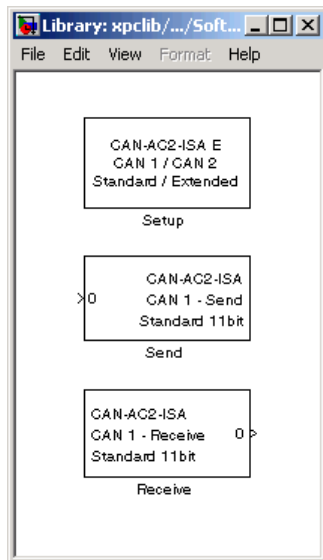 Library: xpclib/.../Soft...
File Edit View Format Help
CAN-AC2-ISA E
CAN 1 / CAN 2
Standard / Extended
Setup
0
CAN-AC2-ISA
CAN 1 - Send
Standard 11bit
Send
CAN-AC2-ISA
CAN 1 - Receive 0
Standard 11bit
Receive